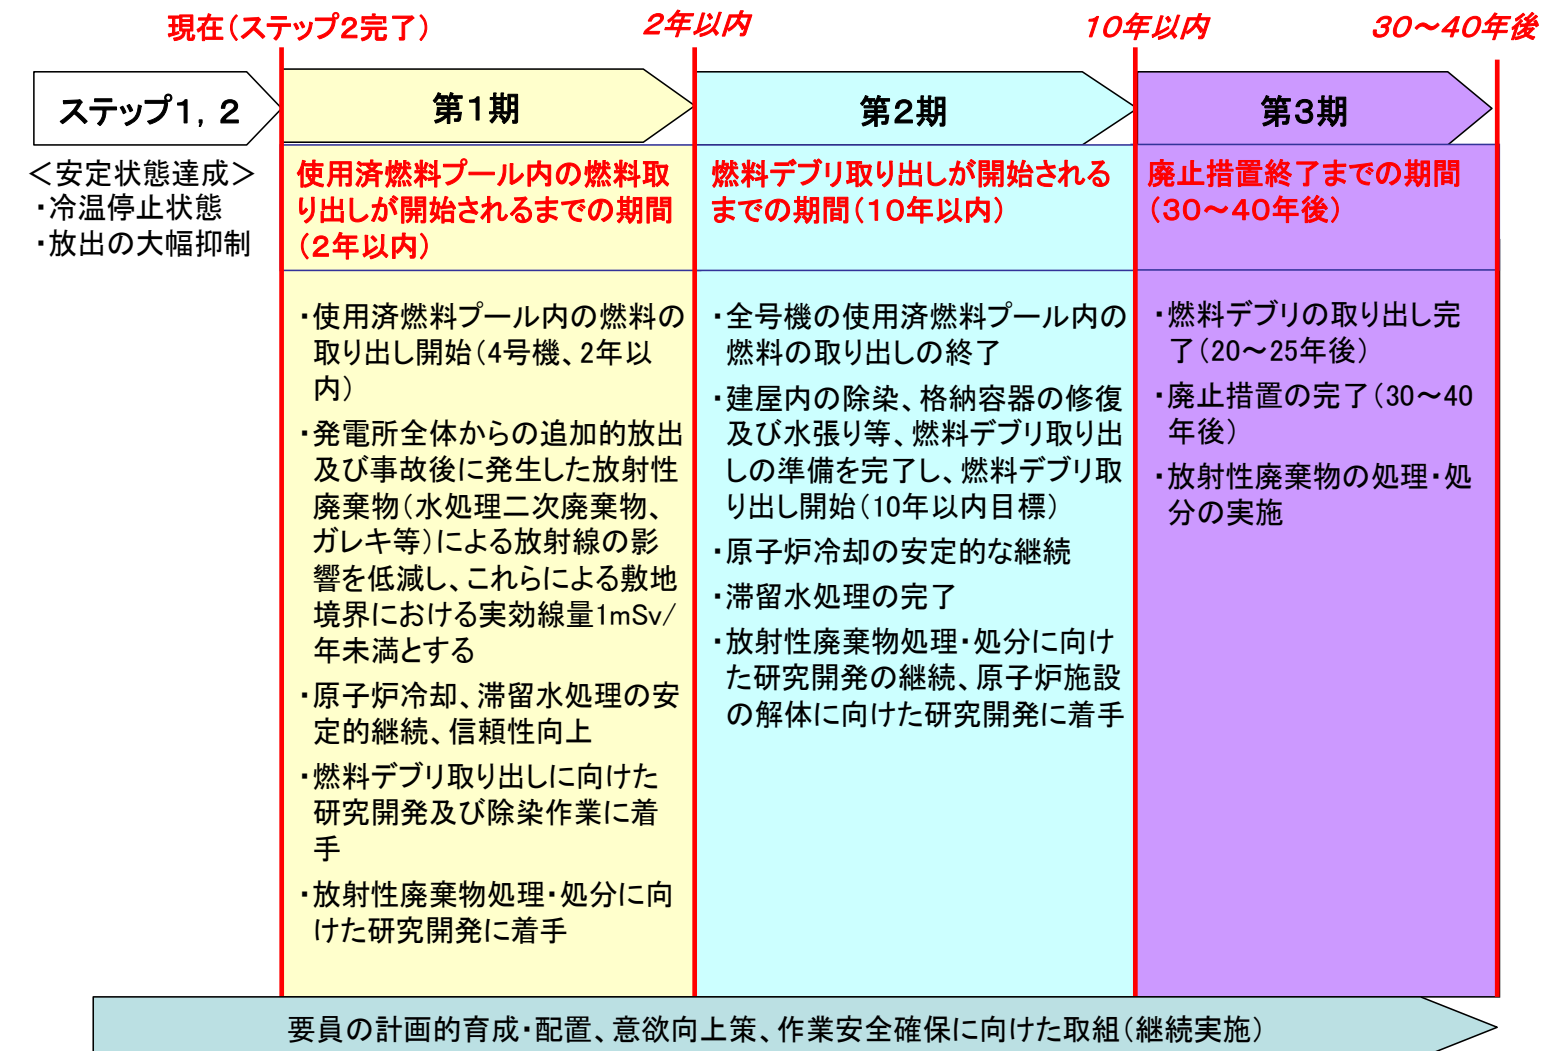 現在(ステップ2完了)
2年以内
10年以内
30～40年後
ステップ1, 2
第1期
第2期
第3期
＜安定状態達成＞
・冷温停止状態
・放出の大幅抑制
使用済燃料プール内の燃料取
り出しが開始されるまでの期間
(2年以内)
燃料デブリ取り出しが開始される
までの期間(10年以内)
廃止措置終了までの期間
(30～40年後)
・使用済燃料プール内の燃料の
取り出し開始(4号機、2年以
内)
・発電所全体からの追加的放出
及び事故後に発生した放射性
廃棄物(水処理二次廃棄物、
ガレキ等)による放射線の影
響を低減し、これらによる敷地
境界における実効線量1mSv/
年未満とする
・原子炉冷却、滞留水処理の安
定的継続、信頼性向上
・燃料デブリ取り出しに向けた
研究開発及び除染作業に着
手
・放射性廃棄物処理・処分に向
けた研究開発に着手
・全号機の使用済燃料プール内の
燃料の取り出しの終了
・建屋内の除染、格納容器の修復
及び水張り等、燃料デブリ取り出
しの準備を完了し、燃料デブリ取
り出し開始(10年以内目標)
・原子炉冷却の安定的な継続
・滞留水処理の完了
・放射性廃棄物処理・処分に向け
た研究開発の継続、原子炉施設
の解体に向けた研究開発に着手
・燃料デブリの取り出し完
了(20～25年後)
・廃止措置の完了(30～40
年後)
・放射性廃棄物の処理・処
分の実施
要員の計画的育成・配置、意欲向上策、作業安全確保に向けた取組(継続実施)